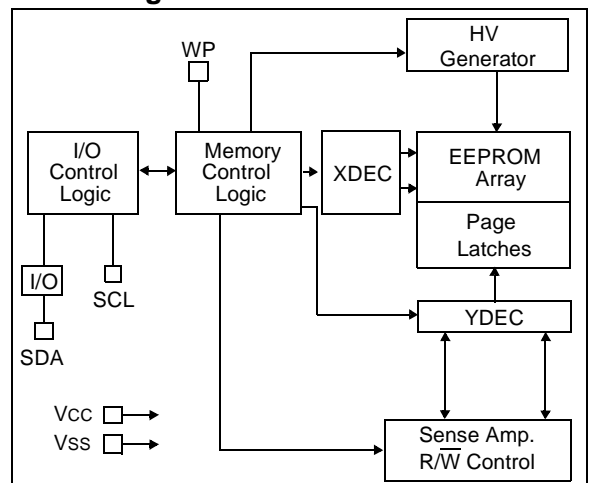 WP
HV
Generator
I/O
Control
Logic
Memory
Control
Logic
XDEC
EEPROM
Array
Page
Latches
I/O
SCL
SDA
YDEC
Vcc
Vss
Sense Amp.
R/W̅ Control